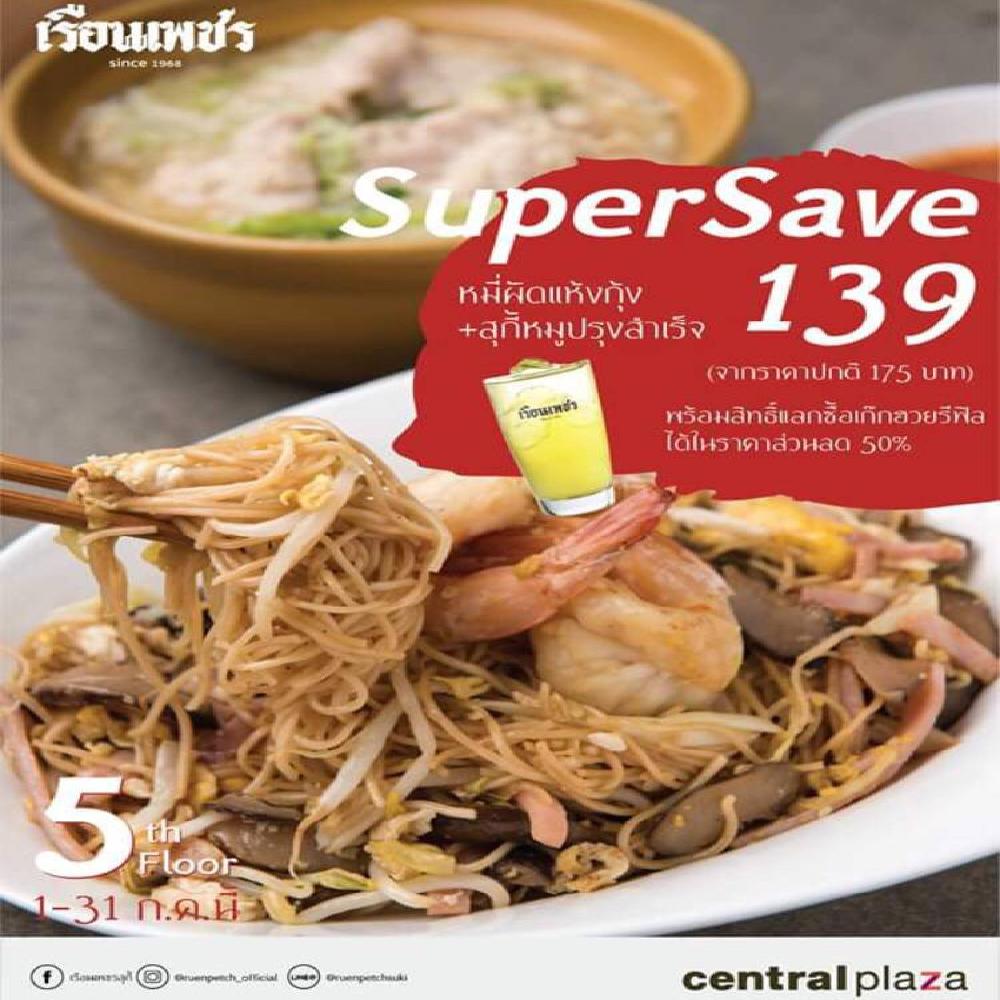 เรือนเพชร
since 1968
SuperSave
139
หมี่ผัดแห้งกุ้ง
+สุกี้หมูปรุงสำเร็จ
(จากราคาปกติ 175 บาท)
พร้อมสิทธิ์แลกซื้อเก๊กฮวยรีฟิล
ได้ในราคาส่วนลด 50%
เรือนเพชร
5th
Floor
1-31 ก.ค.นี้
เรือนเพชรสุกี้ @ruenpetch_official LINE@ @ruenpetchsuki
centralplaza